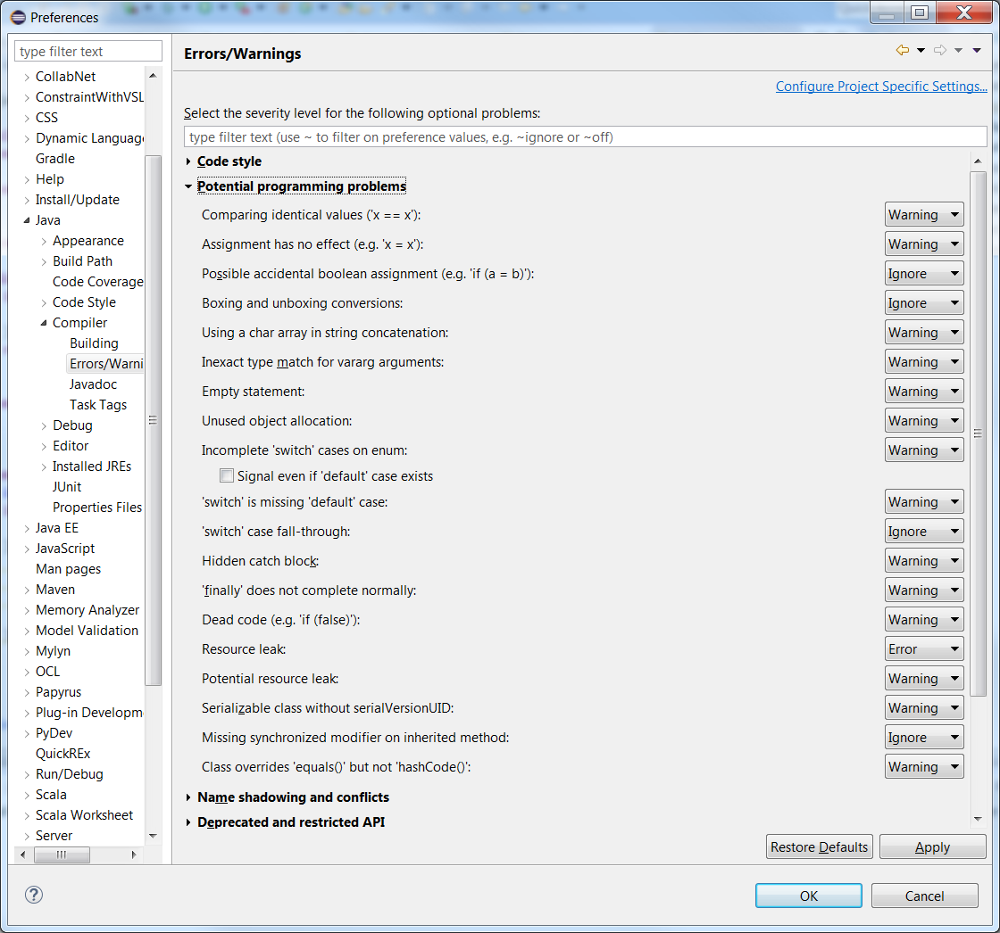 Preferences
type filter text
CollabNet
ConstraintWithVSL
CSS
Dynamic Languag
Gradle
Help
Install/Update
Java
Appearance
Build Path
Code Coverage
Code Style
Compiler
Building
Errors/Warni
Javadoc
Task Tags
Debug
Editor
Installed JREs
JUnit
Properties Files
Java EE
JavaScript
Man pages
Maven
Memory Analyzer
Model Validation
Mylyn
OCL
Papyrus
Plug-in Developm
PyDev
QuickREx
Run/Debug
Scala
Scala Worksheet
Server
Errors/Warnings
Configure Project Specific Settings...
Select the severity level for the following optional problems:
type filter text (use ~ to filter on preference values, e.g. ~ignore or ~off)
Code style
Potential programming problems
Comparing identical values ('x == x'): Warning
Assignment has no effect (e.g. 'x = x'): Warning
Possible accidental boolean assignment (e.g. 'if (a = b)'): Ignore
Boxing and unboxing conversions: Ignore
Using a char array in string concatenation: Warning
Inexact type match for vararg arguments: Warning
Empty statement: Warning
Unused object allocation: Warning
Incomplete 'switch' cases on enum: Warning
Signal even if 'default' case exists
'switch' is missing 'default' case: Warning
'switch' case fall-through: Ignore
Hidden catch block: Warning
'finally' does not complete normally: Warning
Dead code (e.g. 'if (false)'): Warning
Resource leak: Error
Potential resource leak: Warning
Serializable class without serialVersionUID: Warning
Missing synchronized modifier on inherited method: Ignore
Class overrides 'equals()' but not 'hashCode()': Warning
Name shadowing and conflicts
Deprecated and restricted API
Restore Defaults Apply
OK Cancel